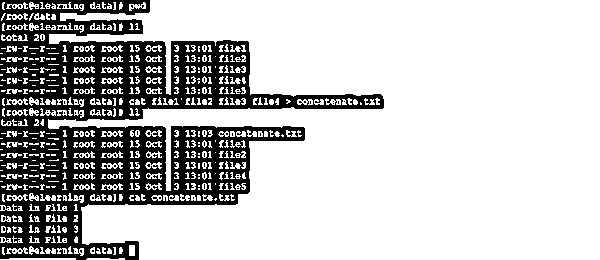 [root@elearning data]# pwd
/root/data
[root@elearning data]# ll
total 20
-rw-r--r-- 1 root root 15 Oct 3 13:01 file1
-rw-r--r-- 1 root root 15 Oct 3 13:01 file2
-rw-r--r-- 1 root root 15 Oct 3 13:01 file3
-rw-r--r-- 1 root root 15 Oct 3 13:01 file4
-rw-r--r-- 1 root root 15 Oct 3 13:01 file5
[root@elearning data]# cat file1 file2 file3 file4 > concatenate.txt
[root@elearning data]# ll
total 24
-rw-r--r-- 1 root root 60 Oct 3 13:03 concatenate.txt
-rw-r--r-- 1 root root 15 Oct 3 13:01 file1
-rw-r--r-- 1 root root 15 Oct 3 13:01 file2
-rw-r--r-- 1 root root 15 Oct 3 13:01 file3
-rw-r--r-- 1 root root 15 Oct 3 13:01 file4
-rw-r--r-- 1 root root 15 Oct 3 13:01 file5
[root@elearning data]# cat concatenate.txt
Data in File 1
Data in File 2
Data in File 3
Data in File 4
[root@elearning data]#